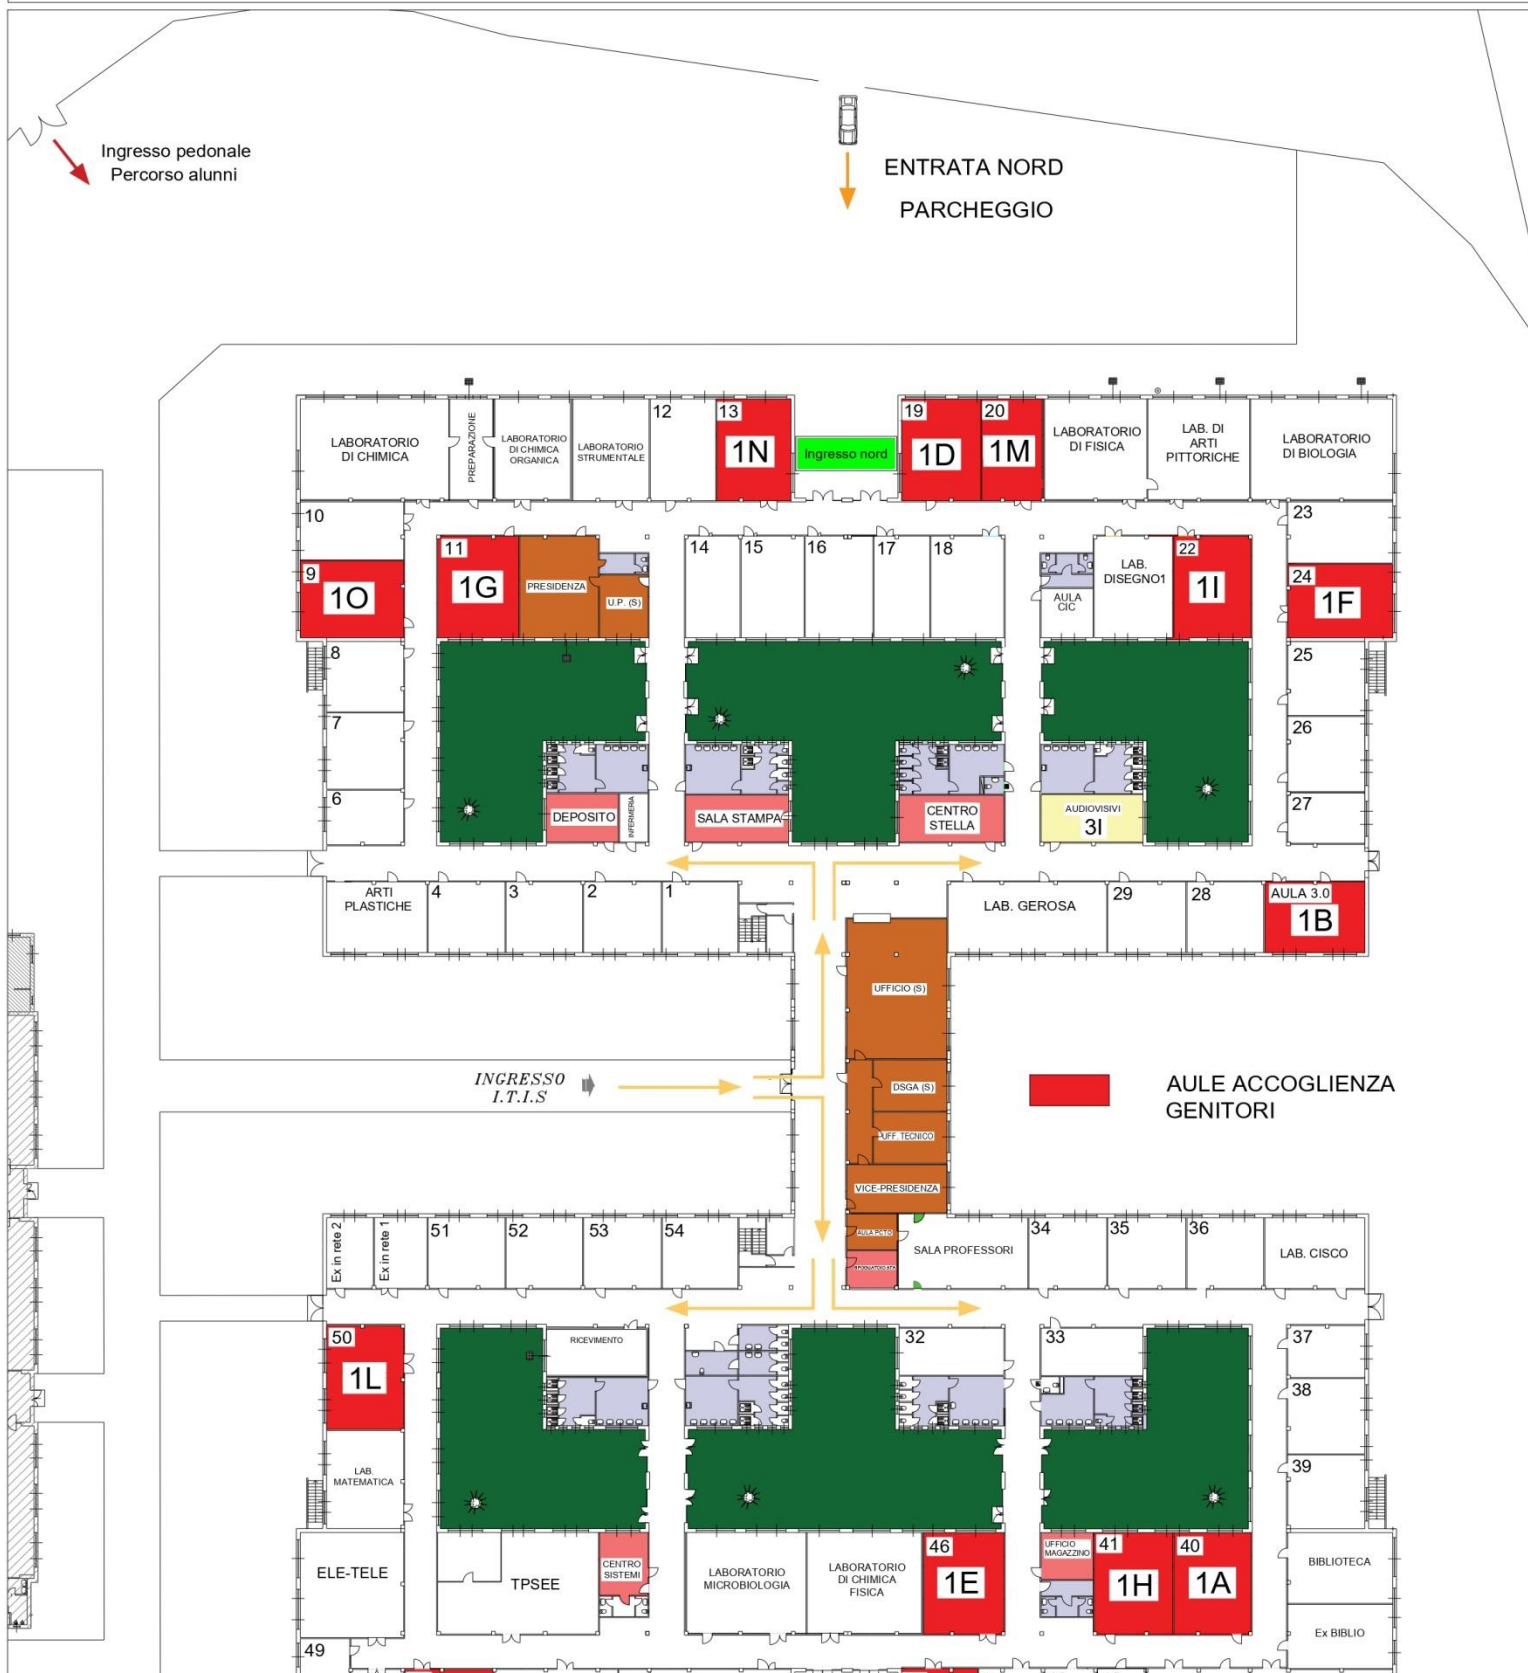 Ingresso pedonale
Percorso alunni
ENTRATA NORD
PARCHEGGIO
LABORATORIO
DI CHIMICA
PREPARAZIONE
LABORATORIO
DI CHIMICA
ORGANICA
LABORATORIO
STRUMENTALE
12
13
1N
Ingresso nord
19
1D
20
1M
LABORATORIO
DI FISICA
LAB. DI
ARTI
PITTORICHE
LABORATORIO
DI BIOLOGIA
10
9
1O
11
1G
PRESIDENZA
U.P. (S)
14
15
16
17
18
AULA
CIC
LAB.
DISEGNO1
22
1I
23
24
1F
8
7
6
25
26
27
DEPOSITO
INFERMERIA
SALA STAMPA
CENTRO
STELLA
AUDIOVISIVI
3I
ARTI
PLASTICHE
4
3
2
1
LAB. GEROSA
29
28
AULA 3.0
1B
UFFICIO (S)
INGRESSO
I.T.I.S
DSGA (S)
UFF. TECNICO
VICE-PRESIDENZA
AULE ACCOGLIENZA
GENITORI
Ex in rete 2
Ex in rete 1
51
52
53
54
AULA PCTO
SPOGLIATOIO ATA
SALA PROFESSORI
34
35
36
LAB. CISCO
50
1L
RICEVIMENTO
32
33
37
38
39
LAB.
MATEMATICA
ELE-TELE
TPSEE
CENTRO
SISTEMI
LABORATORIO
MICROBIOLOGIA
LABORATORIO
DI CHIMICA
FISICA
46
1E
UFFICIO
MAGAZZINO
41
1H
40
1A
BIBLIOTECA
Ex BIBLIO
49